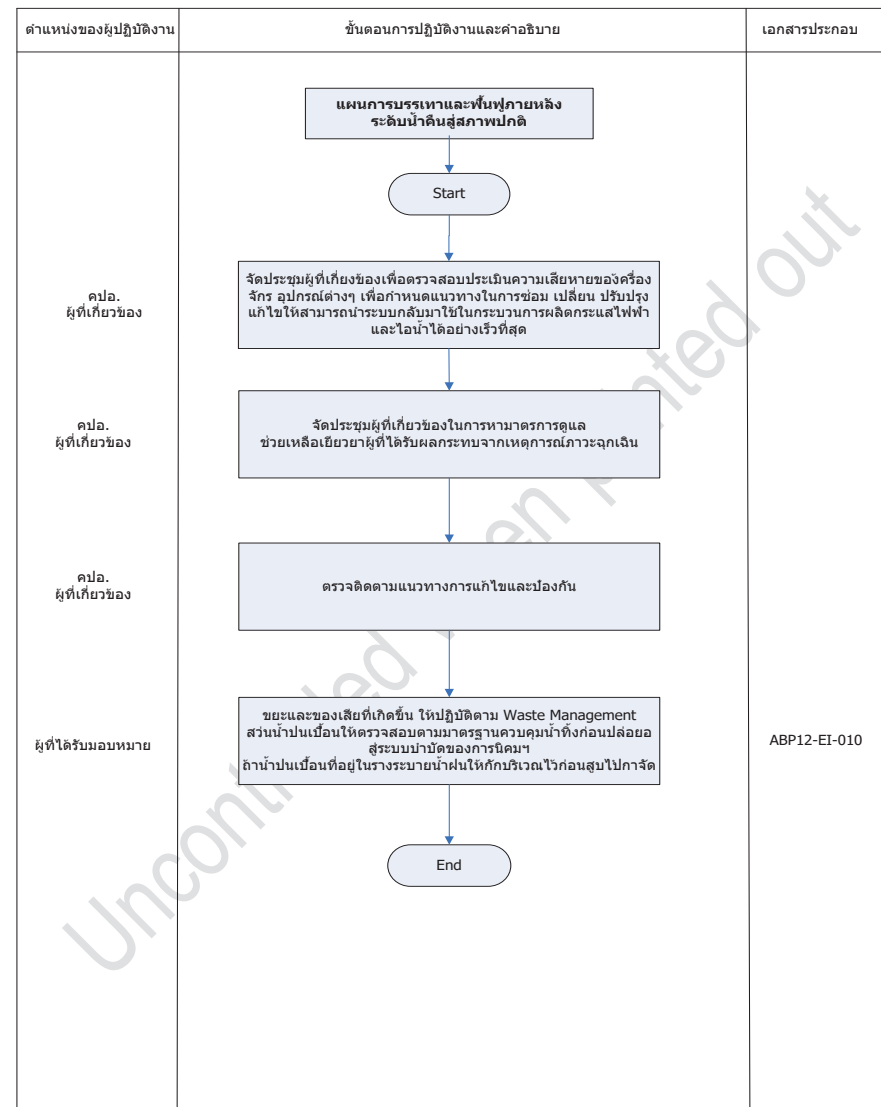 ตำแหน่งของผู้ปฏิบัติงาน
ขั้นตอนการปฏิบัติงานและคำอธิบาย
เอกสารประกอบ
แผนการบรรเทาและฟื้นฟูภายหลัง
ระดับน้ำคืนสู่สภาพปกติ
Start
คปอ.
ผู้ที่เกี่ยวข้อง
จัดประชุมผู้ที่เกี่ยงข้องเพื่อตรวจสอบประเมินความเสียหายของครื่อง
จักร อุปกรณ์ต่างๆ เพื่อกำหนดแนวทางในการซ่อม เปลี่ยน ปรับปรุง
แก้ไขให้สามารถนำระบบกลับมาใช้ในกระบวนการผลิตกระแสไฟฟ้า
และไอน้ำได้อย่างเร็วที่สุด
คปอ.
ผู้ที่เกี่ยวข้อง
จัดประชุมผู้ที่เกี่ยวข้องในการหามาตรการดูแล
ช่วยเหลือเยียวยาผู้ที่ได้รับผลกระทบจากเหตุการณ์ภาวะฉุกเฉิน
คปอ.
ผู้ที่เกี่ยวข้อง
ตรวจติดตามแนวทางการแก้ไขและป้องกัน
ผู้ที่ได้รับมอบหมาย
ขยะและของเสียที่เกิดขึ้น ให้ปฏิบัติตาม Waste Management
สว่นน้ำปนเปื้อนให้ตรวจสอบตามมาตรฐานควบคุมน้ำทิ้งก่อนปล่อยอ
สู่ระบบบำบัดของการนิคมฯ
ถ้าน้ำปนเปื้อนที่อยู่ในรางระบายน้ำฝนให้กักบริเวณไว้ก่อนสูบไปกาจัด
ABP12-EI-010
End
Uncontrolled when printed out